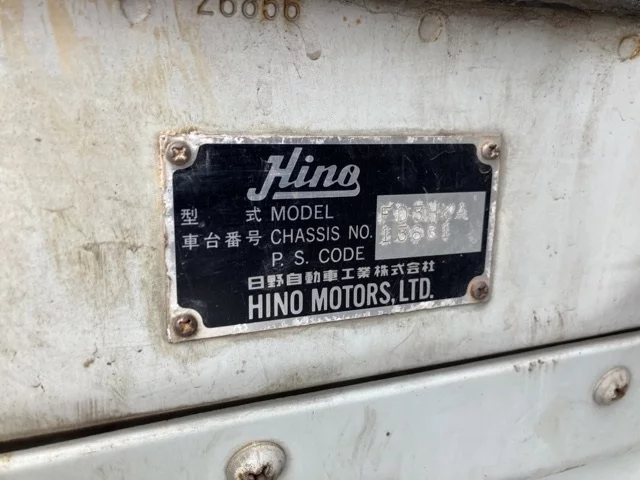 26866
Hino
型 式 MODEL
車台番号 CHASSIS NO.
P. S. CODE
日野自動車工業株式会社
HINO MOTORS, LTD.